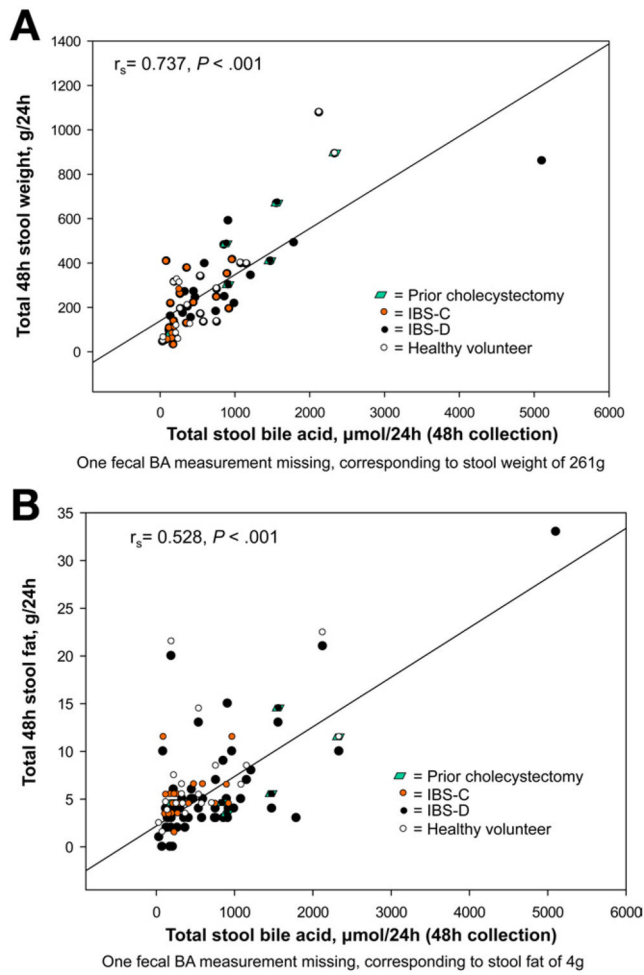 A
rs= 0.737, P < .001
Total 48h stool weight, g/24h
1400
1200
1000
800
600
400
200
0
= Prior cholecystectomy
= IBS-C
= IBS-D
= Healthy volunteer
0 1000 2000 3000 4000 5000 6000
Total stool bile acid, μmol/24h (48h collection)
One fecal BA measurement missing, corresponding to stool weight of 261g
B
rs= 0.528, P < .001
Total 48h stool fat, g/24h
35
30
25
20
15
10
5
0
= Prior cholecystectomy
= IBS-C
= IBS-D
= Healthy volunteer
0 1000 2000 3000 4000 5000 6000
Total stool bile acid, μmol/24h (48h collection)
One fecal BA measurement missing, corresponding to stool fat of 4g